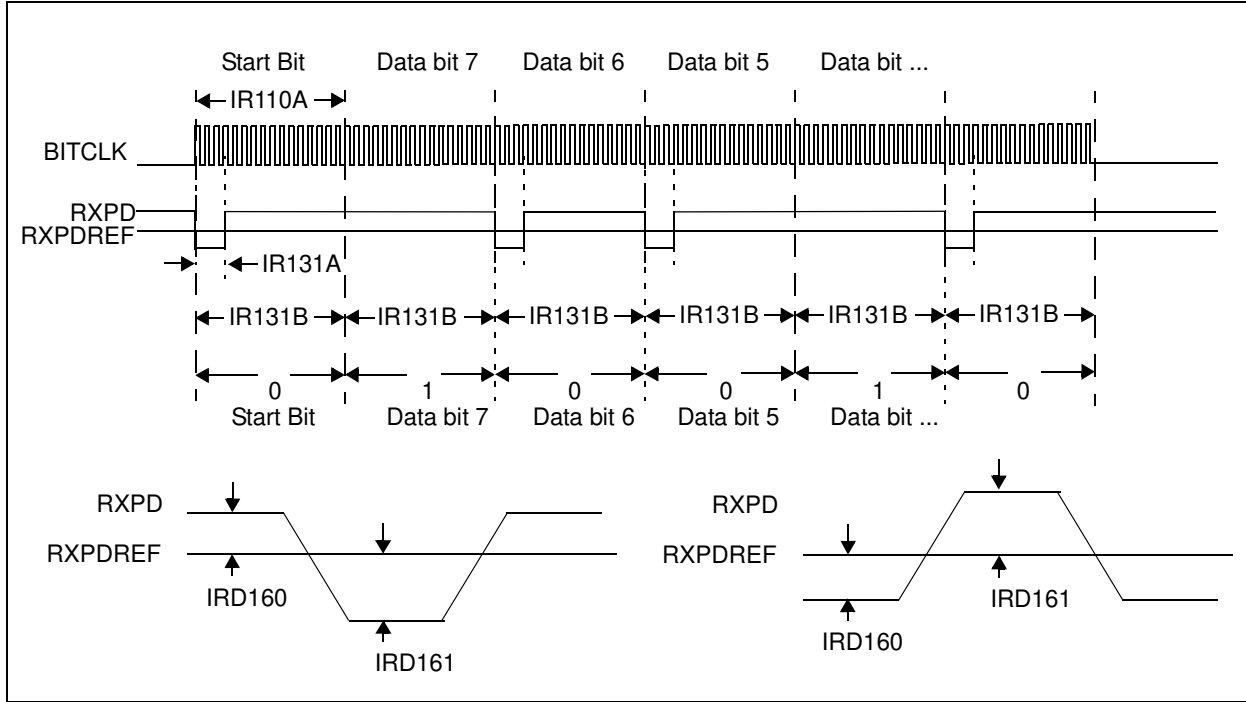 Start Bit Data bit 7 Data bit 6 Data bit 5 Data bit ...
IR110A
BITCLK
RXPD
RXPDREF
IR131A
IR131B IR131B IR131B IR131B IR131B IR131B
0 1 0 0 1 0
Start Bit Data bit 7 Data bit 6 Data bit 5 Data bit ...
RXPD
RXPDREF
IRD160
IRD161
RXPD
RXPDREF
IRD161
IRD160